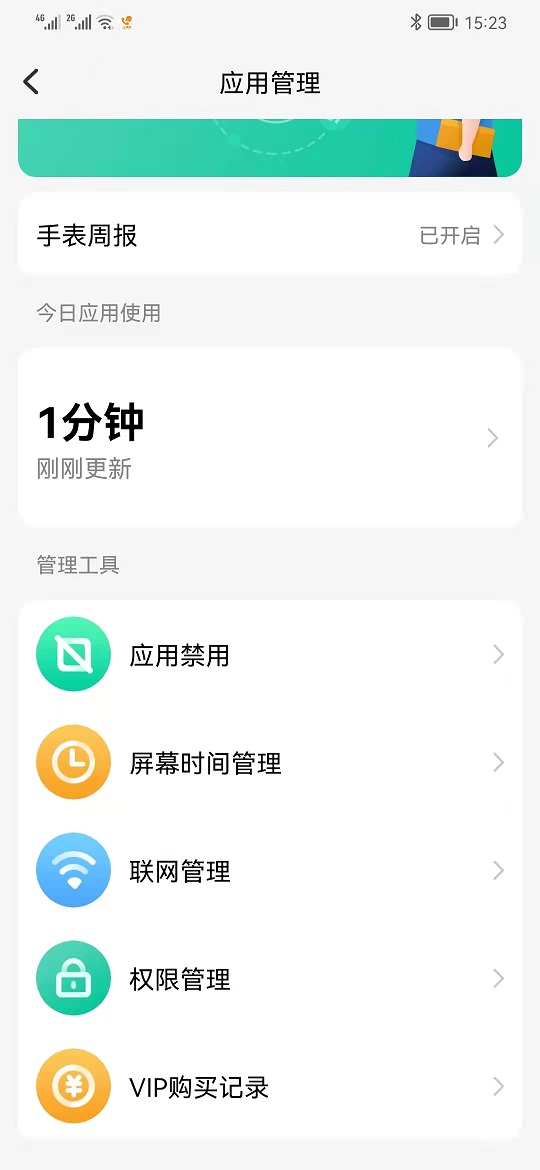 4G 2G 15:23
应用管理
手表周报 已开启
今日应用使用
1分钟
刚刚更新
管理工具
应用禁用
屏幕时间管理
联网管理
权限管理
VIP购买记录